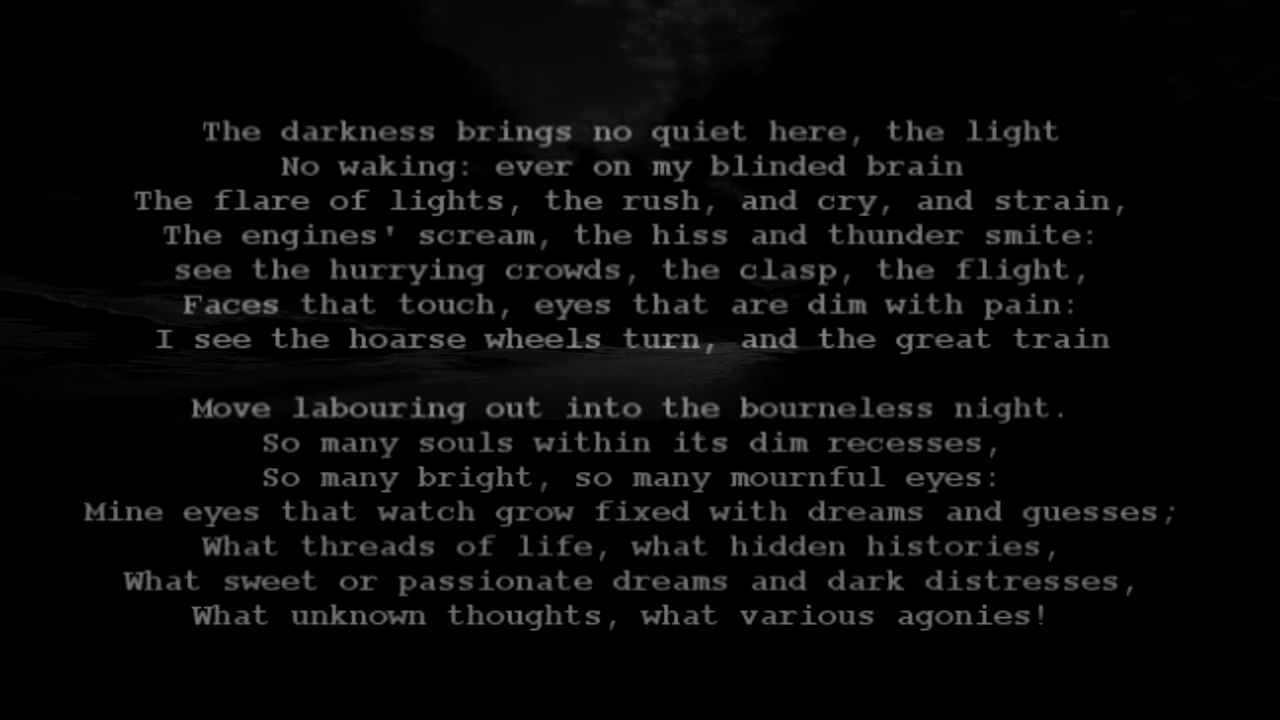 The darkness brings no quiet here, the light
No waking: ever on my blinded brain
The flare of lights, the rush, and cry, and strain,
The engines' scream, the hiss and thunder smite:
see the hurrying crowds, the clasp, the flight,
Faces that touch, eyes that are dim with pain:
I see the hoarse wheels turn, and the great train
Move labouring out into the bourneless night.
So many souls within its dim recesses,
So many bright, so many mournful eyes:
Mine eyes that watch grow fixed with dreams and guesses;
What threads of life, what hidden histories,
What sweet or passionate dreams and dark distresses,
What unknown thoughts, what various agonies!